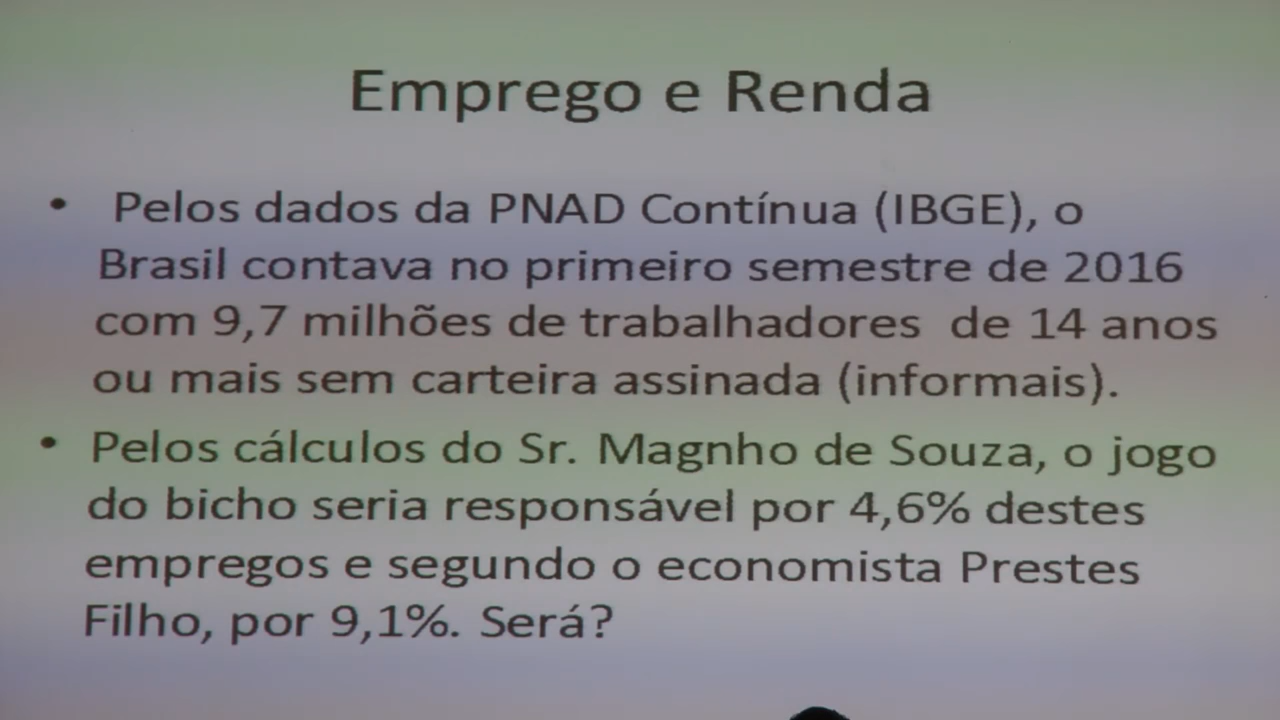 Emprego e Renda
• Pelos dados da PNAD Contínua (IBGE), o
Brasil contava no primeiro semestre de 2016
com 9,7 milhões de trabalhadores de 14 anos
ou mais sem carteira assinada (informais).
• Pelos cálculos do Sr. Magnho de Souza, o jogo
do bicho seria responsável por 4,6% destes
empregos e segundo o economista Prestes
Filho, por 9,1%. Será?